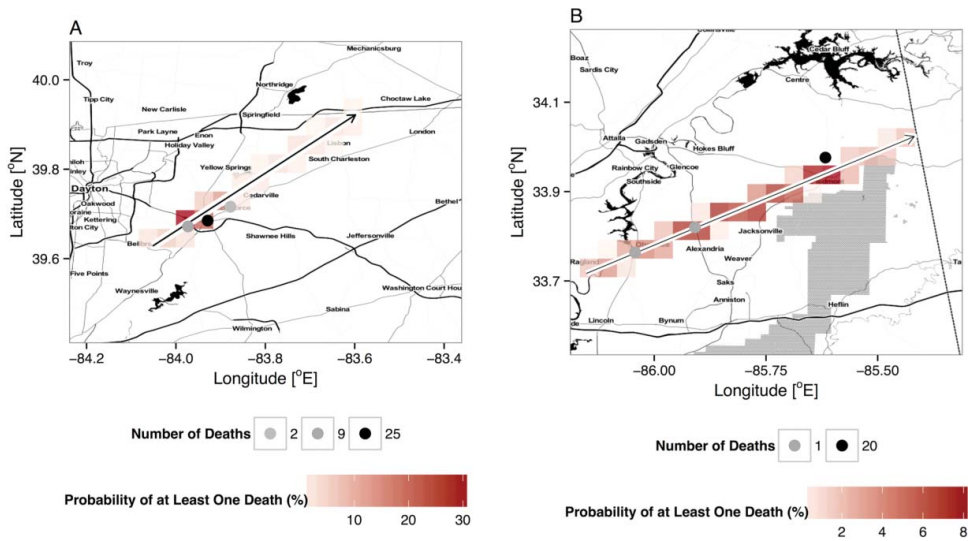 A
Mechanicsburg
Troy
40.0
Northridge
Tipp City
Choctaw Lake
New Carlisle
Springfield
Park Layne
Enon
London
Holiday Valley
Lisbon
South Charleston
39.8
Yellow Springs
Dayton
Cedarville
Oakwood
Bethel
Kettering
Shawnee Hills
Jeffersonville
39.6
Five Points
Waynesville
Washington Court Hou
Sabina
Wilmington
Latitude [°N]
−84.2
−84.0
−83.8
−83.6
−83.4
Longitude [°E]
Number of Deaths
2
9
25
Probability of at Least One Death (%)
10
20
30
B
Boaz
Cedar Bluff
Sardis City
Centre
34.1
Attalla
Gadsden
Hokes Bluff
Rainbow City
Glencoe
Southside
33.9
Jacksonville
Alexandria
Ragland
Weaver
Saks
33.7
Anniston
Heflin
Lincoln
Bynum
Latitude [°N]
−86.00
−85.75
−85.50
Longitude [°E]
Number of Deaths
1
20
Probability of at Least One Death (%)
2
4
6
8